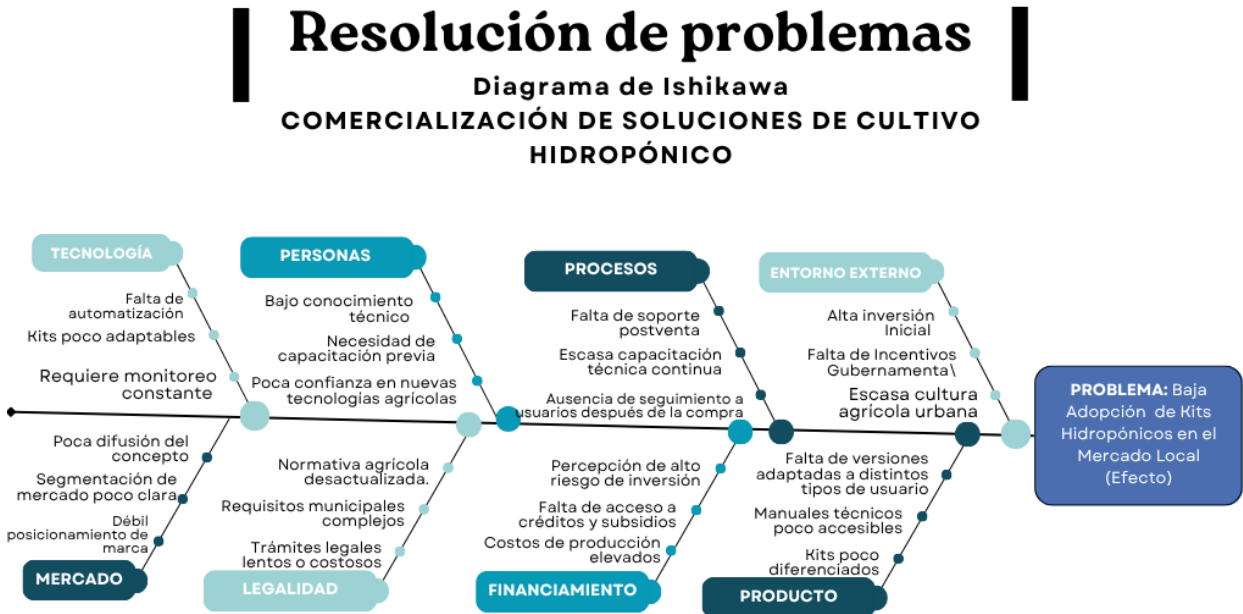 Resolución de problemas
Diagrama de Ishikawa
COMERCIALIZACIÓN DE SOLUCIONES DE CULTIVO
HIDROPÓNICO
TECNOLOGÍA
Falta de
automatización
Kits poco adaptables
Requiere monitoreo
constante
PERSONAS
Bajo conocimiento
técnico
Necesidad de
capacitación previa
Poca confianza en nuevas
tecnologías agrícolas
PROCESOS
Falta de soporte
postventa
Escasa capacitación
técnica continua
Ausencia de seguimiento a
usuarios después de la compra
ENTORNO EXTERNO
Alta inversión
Inicial
Falta de Incentivos
Gubernamenta\
Escasa cultura
agrícola urbana
PROBLEMA: Baja
Adopción de Kits
Hidropónicos en el
Mercado Local
(Efecto)
Poca difusión del
concepto
Segmentación de
mercado poco clara
Débil
posicionamiento de
marca
MERCADO
Normativa agrícola
desactualizada.
Requisitos municipales
complejos
Trámites legales
lentos o costosos
LEGALIDAD
Percepción de alto
riesgo de inversión
Falta de acceso a
créditos y subsidios
Costos de producción
elevados
FINANCIAMIENTO
Falta de versiones
adaptadas a distintos
tipos de usuario
Manuales técnicos
poco accesibles
Kits poco
diferenciados
PRODUCTO